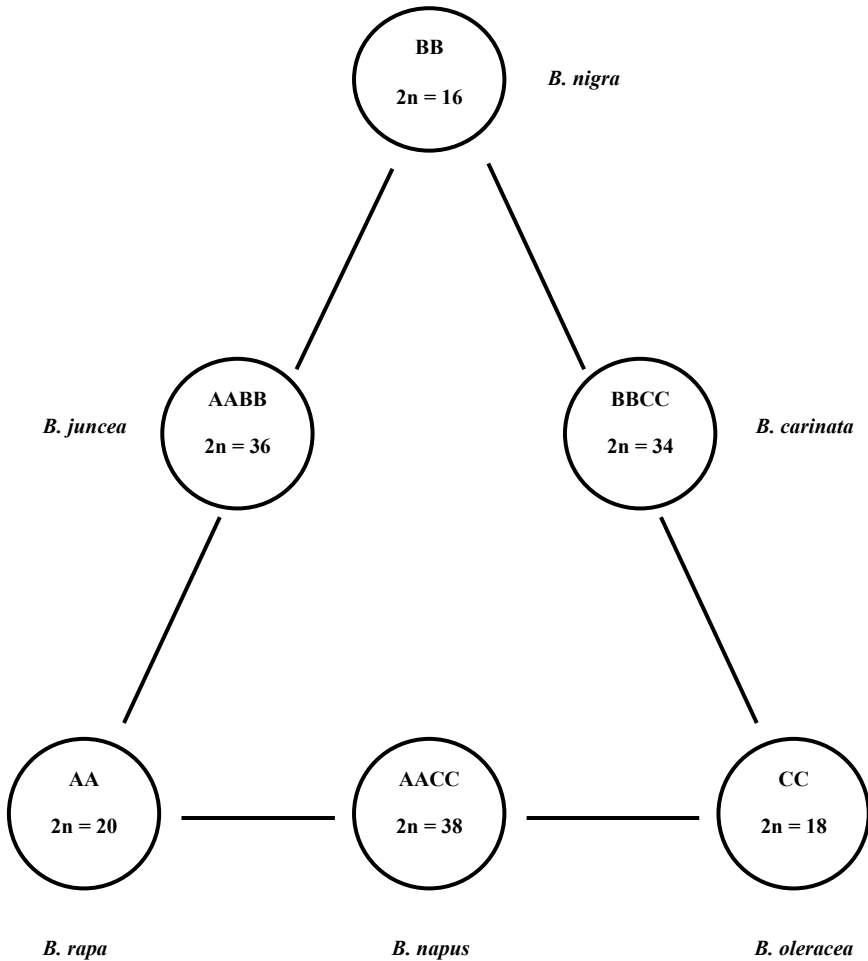 BB
2n = 16
B. nigra
AABB
2n = 36
B. juncea
BBCC
2n = 34
B. carinata
AA
2n = 20
AACC
2n = 38
CC
2n = 18
B. rapa
B. napus
B. oleracea